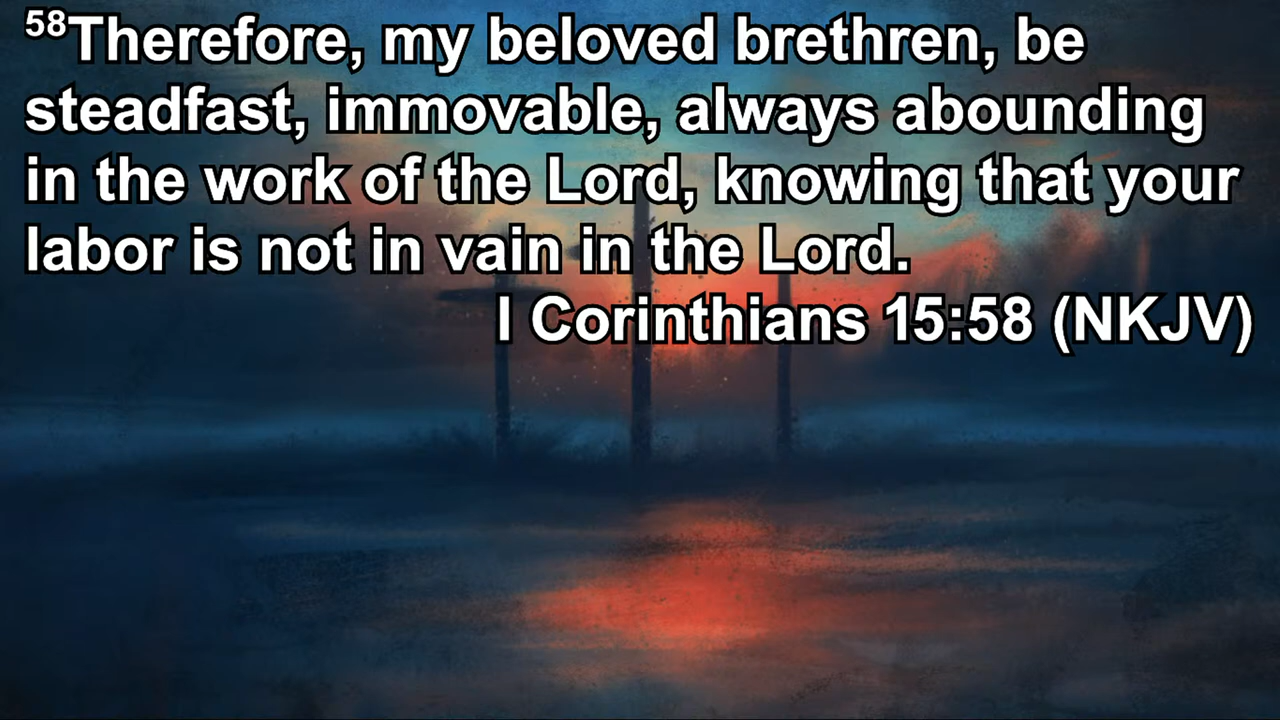 58Therefore, my beloved brethren, be
steadfast, immovable, always abounding
in the work of the Lord, knowing that your
labor is not in vain in the Lord.
I Corinthians 15:58 (NKJV)